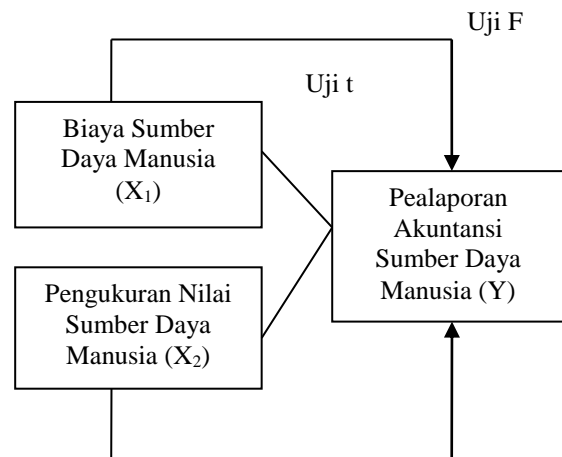 Uji F
Uji t
Biaya Sumber
Daya Manusia
(X₁)
Pealaporan
Akuntansi
Sumber Daya
Manusia (Y)
Pengukuran Nilai
Sumber Daya
Manusia (X₂)